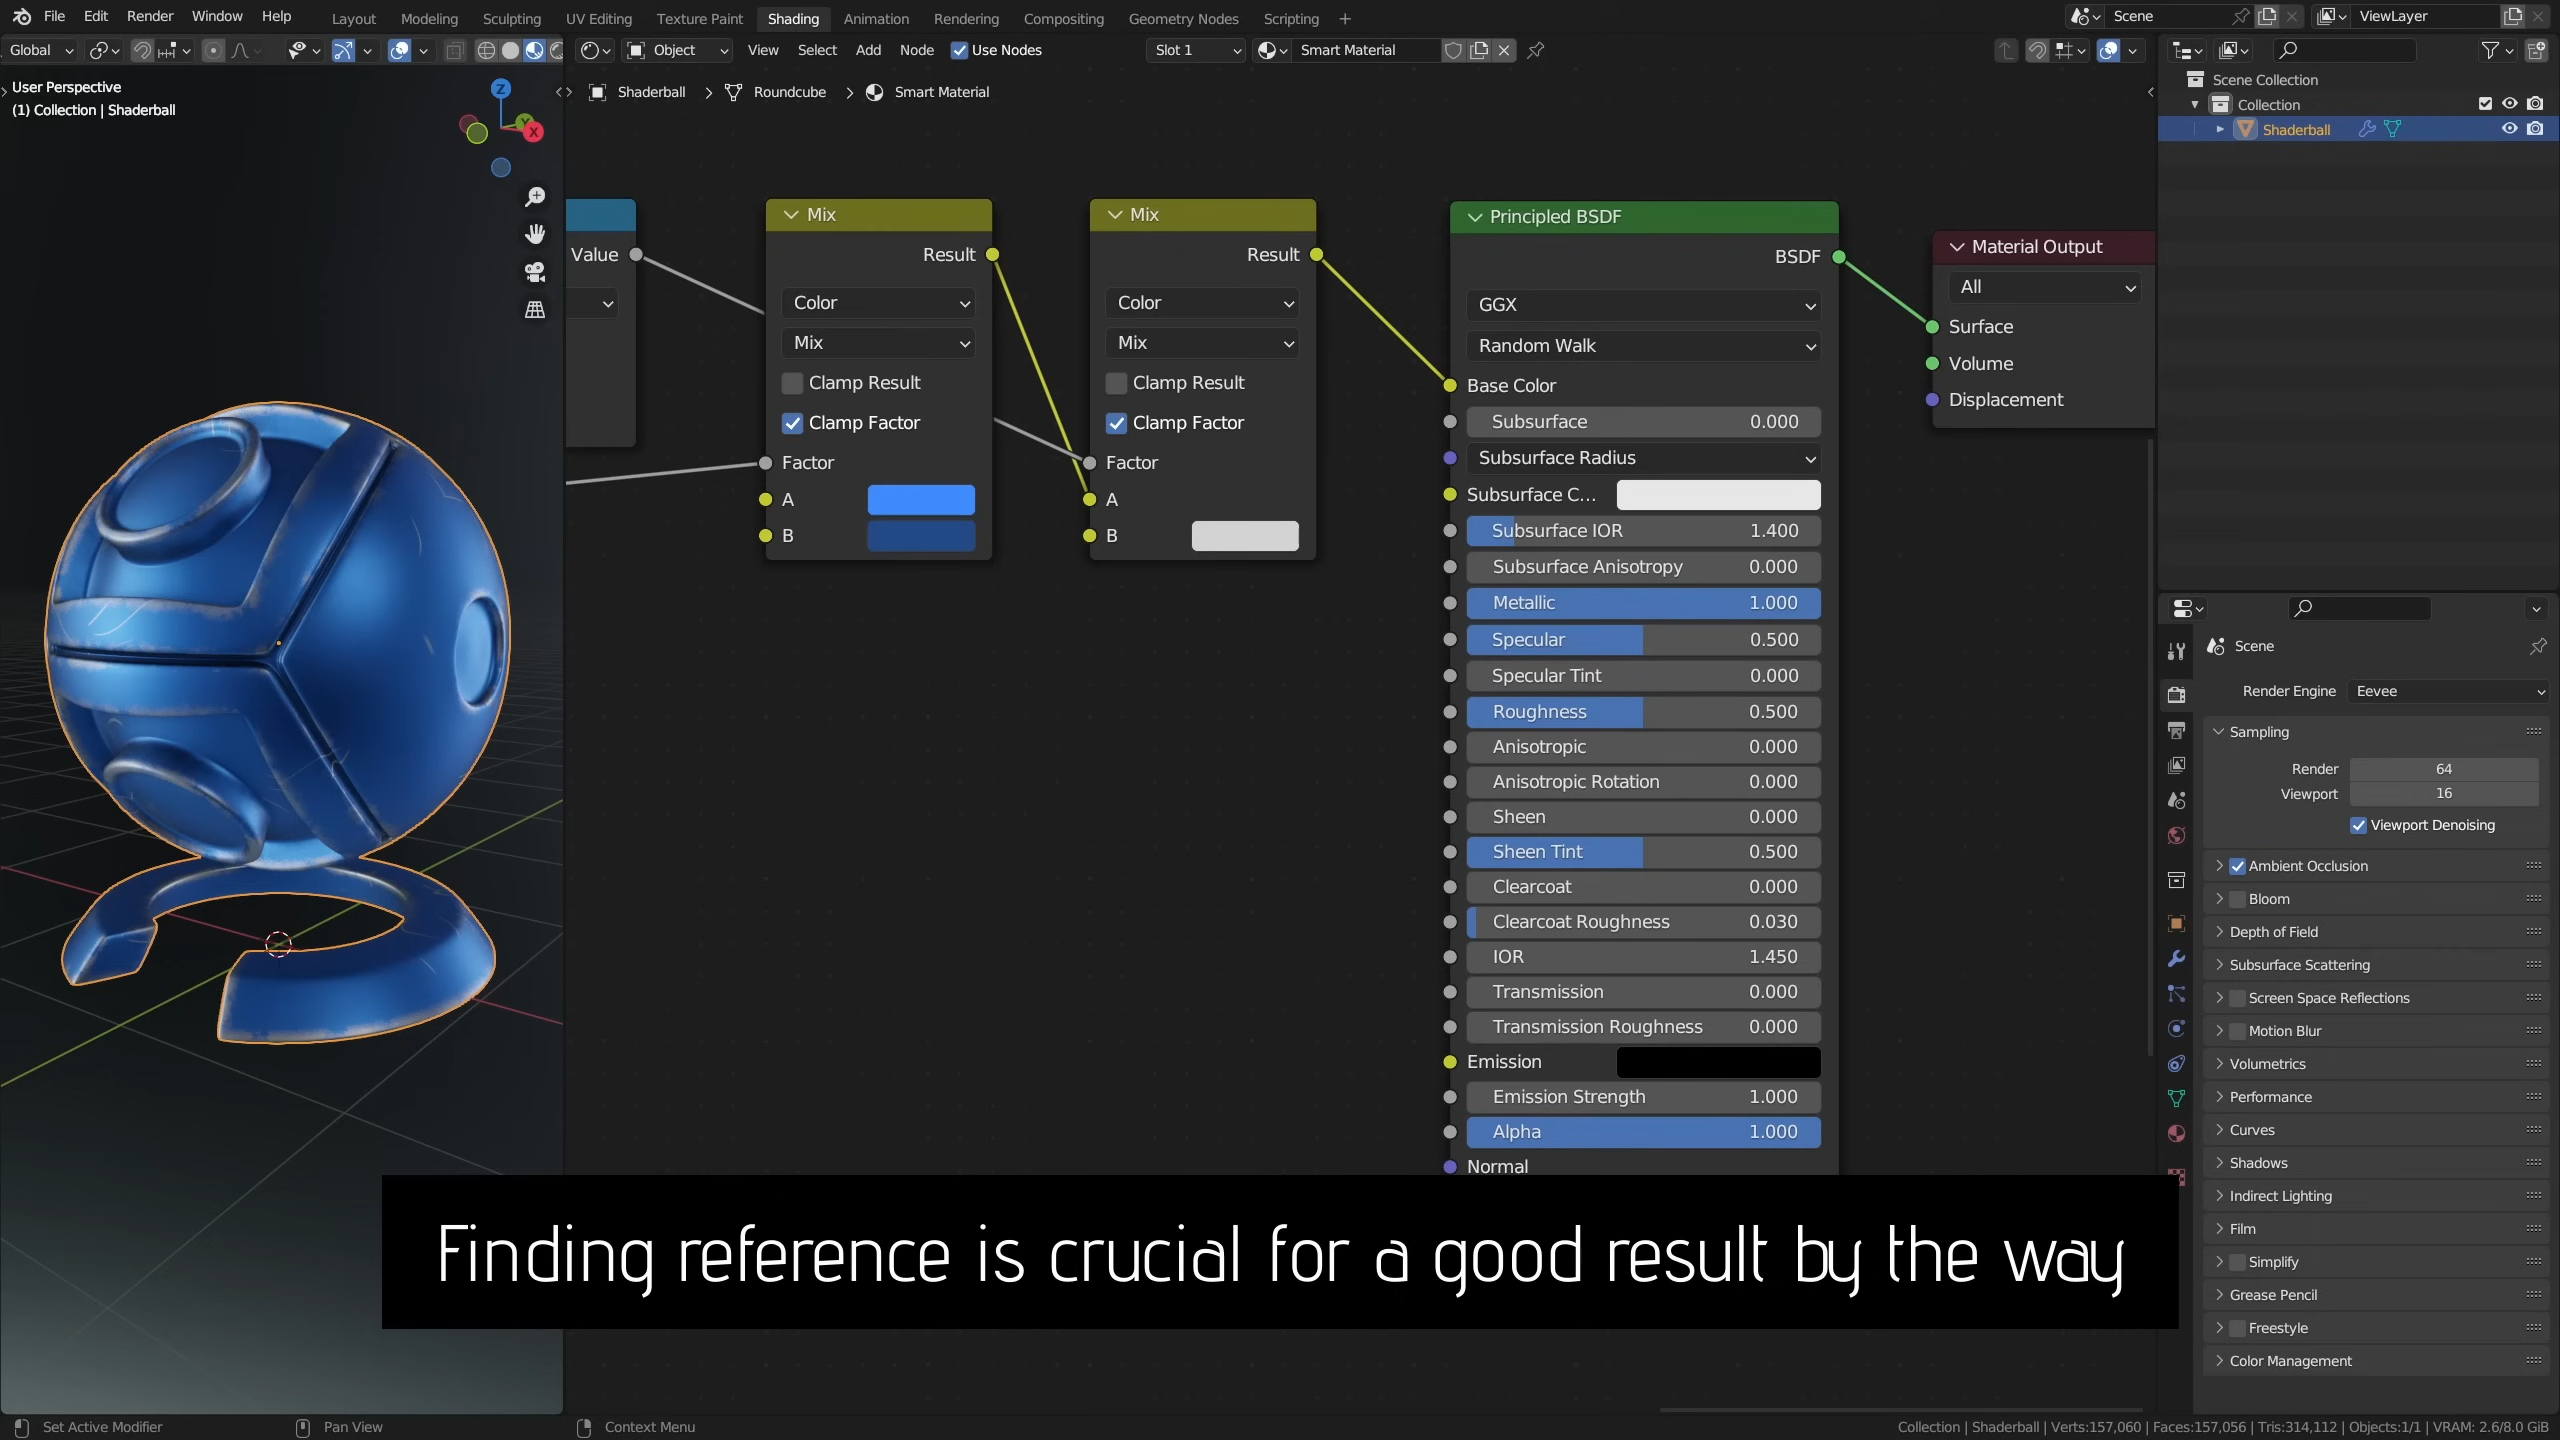 File Edit Render Window Help
Layout Modeling Sculpting UV Editing Texture Paint Shading Animation Rendering Compositing Geometry Nodes Scripting +
Scene
ViewLayer
Global
Object View Select Add Node Use Nodes
Slot 1
Smart Material
User Perspective
(1) Collection | Shaderball
Z
Y
X
Shaderball > Roundcube > Smart Material
Value
Mix
Result
Color
Mix
Clamp Result
Clamp Factor
Factor
A
B
Mix
Result
Color
Mix
Clamp Result
Clamp Factor
Factor
A
B
Principled BSDF
BSDF
GGX
Random Walk
Base Color
Subsurface 0.000
Subsurface Radius
Subsurface C...
Subsurface IOR 1.400
Subsurface Anisotropy 0.000
Metallic 1.000
Specular 0.500
Specular Tint 0.000
Roughness 0.500
Anisotropic 0.000
Anisotropic Rotation 0.000
Sheen 0.000
Sheen Tint 0.500
Clearcoat 0.000
Clearcoat Roughness 0.030
IOR 1.450
Transmission 0.000
Transmission Roughness 0.000
Emission
Emission Strength 1.000
Alpha 1.000
Normal
Material Output
All
Surface
Volume
Displacement
Scene Collection
Collection
Shaderball
Scene
Render Engine Eevee
Sampling
Render 64
Viewport 16
Viewport Denoising
Ambient Occlusion
Bloom
Depth of Field
Subsurface Scattering
Screen Space Reflections
Motion Blur
Volumetrics
Performance
Curves
Shadows
Indirect Lighting
Film
Simplify
Grease Pencil
Freestyle
Color Management
Finding reference is crucial for a good result by the way
Set Active Modifier
Pan View
Context Menu
Collection | Shaderball | Verts:157,060 | Faces:157,056 | Tris:314,112 | Objects:1/1 | VRAM: 2.6/8.0 GiB